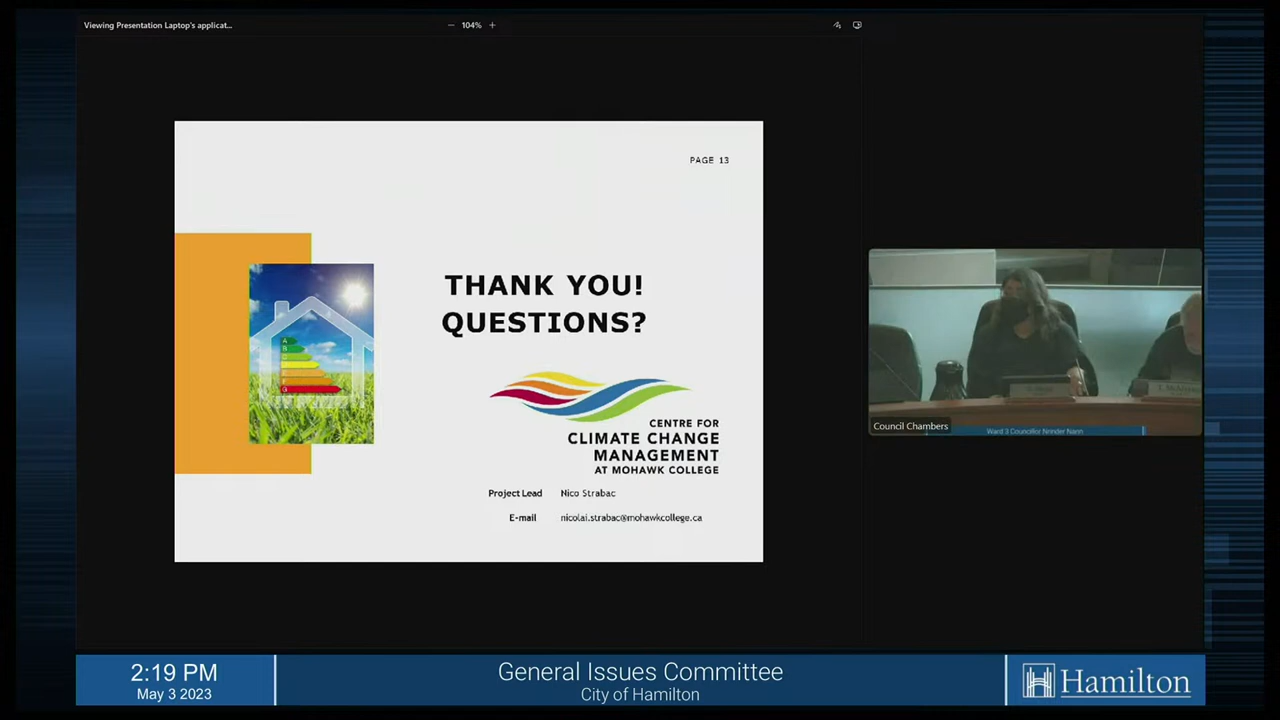 Viewing Presentation Laptop's applicat...
104%
PAGE 13
THANK YOU!
QUESTIONS?
A
B
G
CENTRE FOR
CLIMATE CHANGE
MANAGEMENT
AT MOHAWK COLLEGE
Project Lead Nico Strabac
E-mail nicolai.strabac@mohawkcollege.ca
Council Chambers
Ward 3 Councillor Nrinder Nann
2:19 PM
May 3 2023
General Issues Committee
City of Hamilton
Hamilton